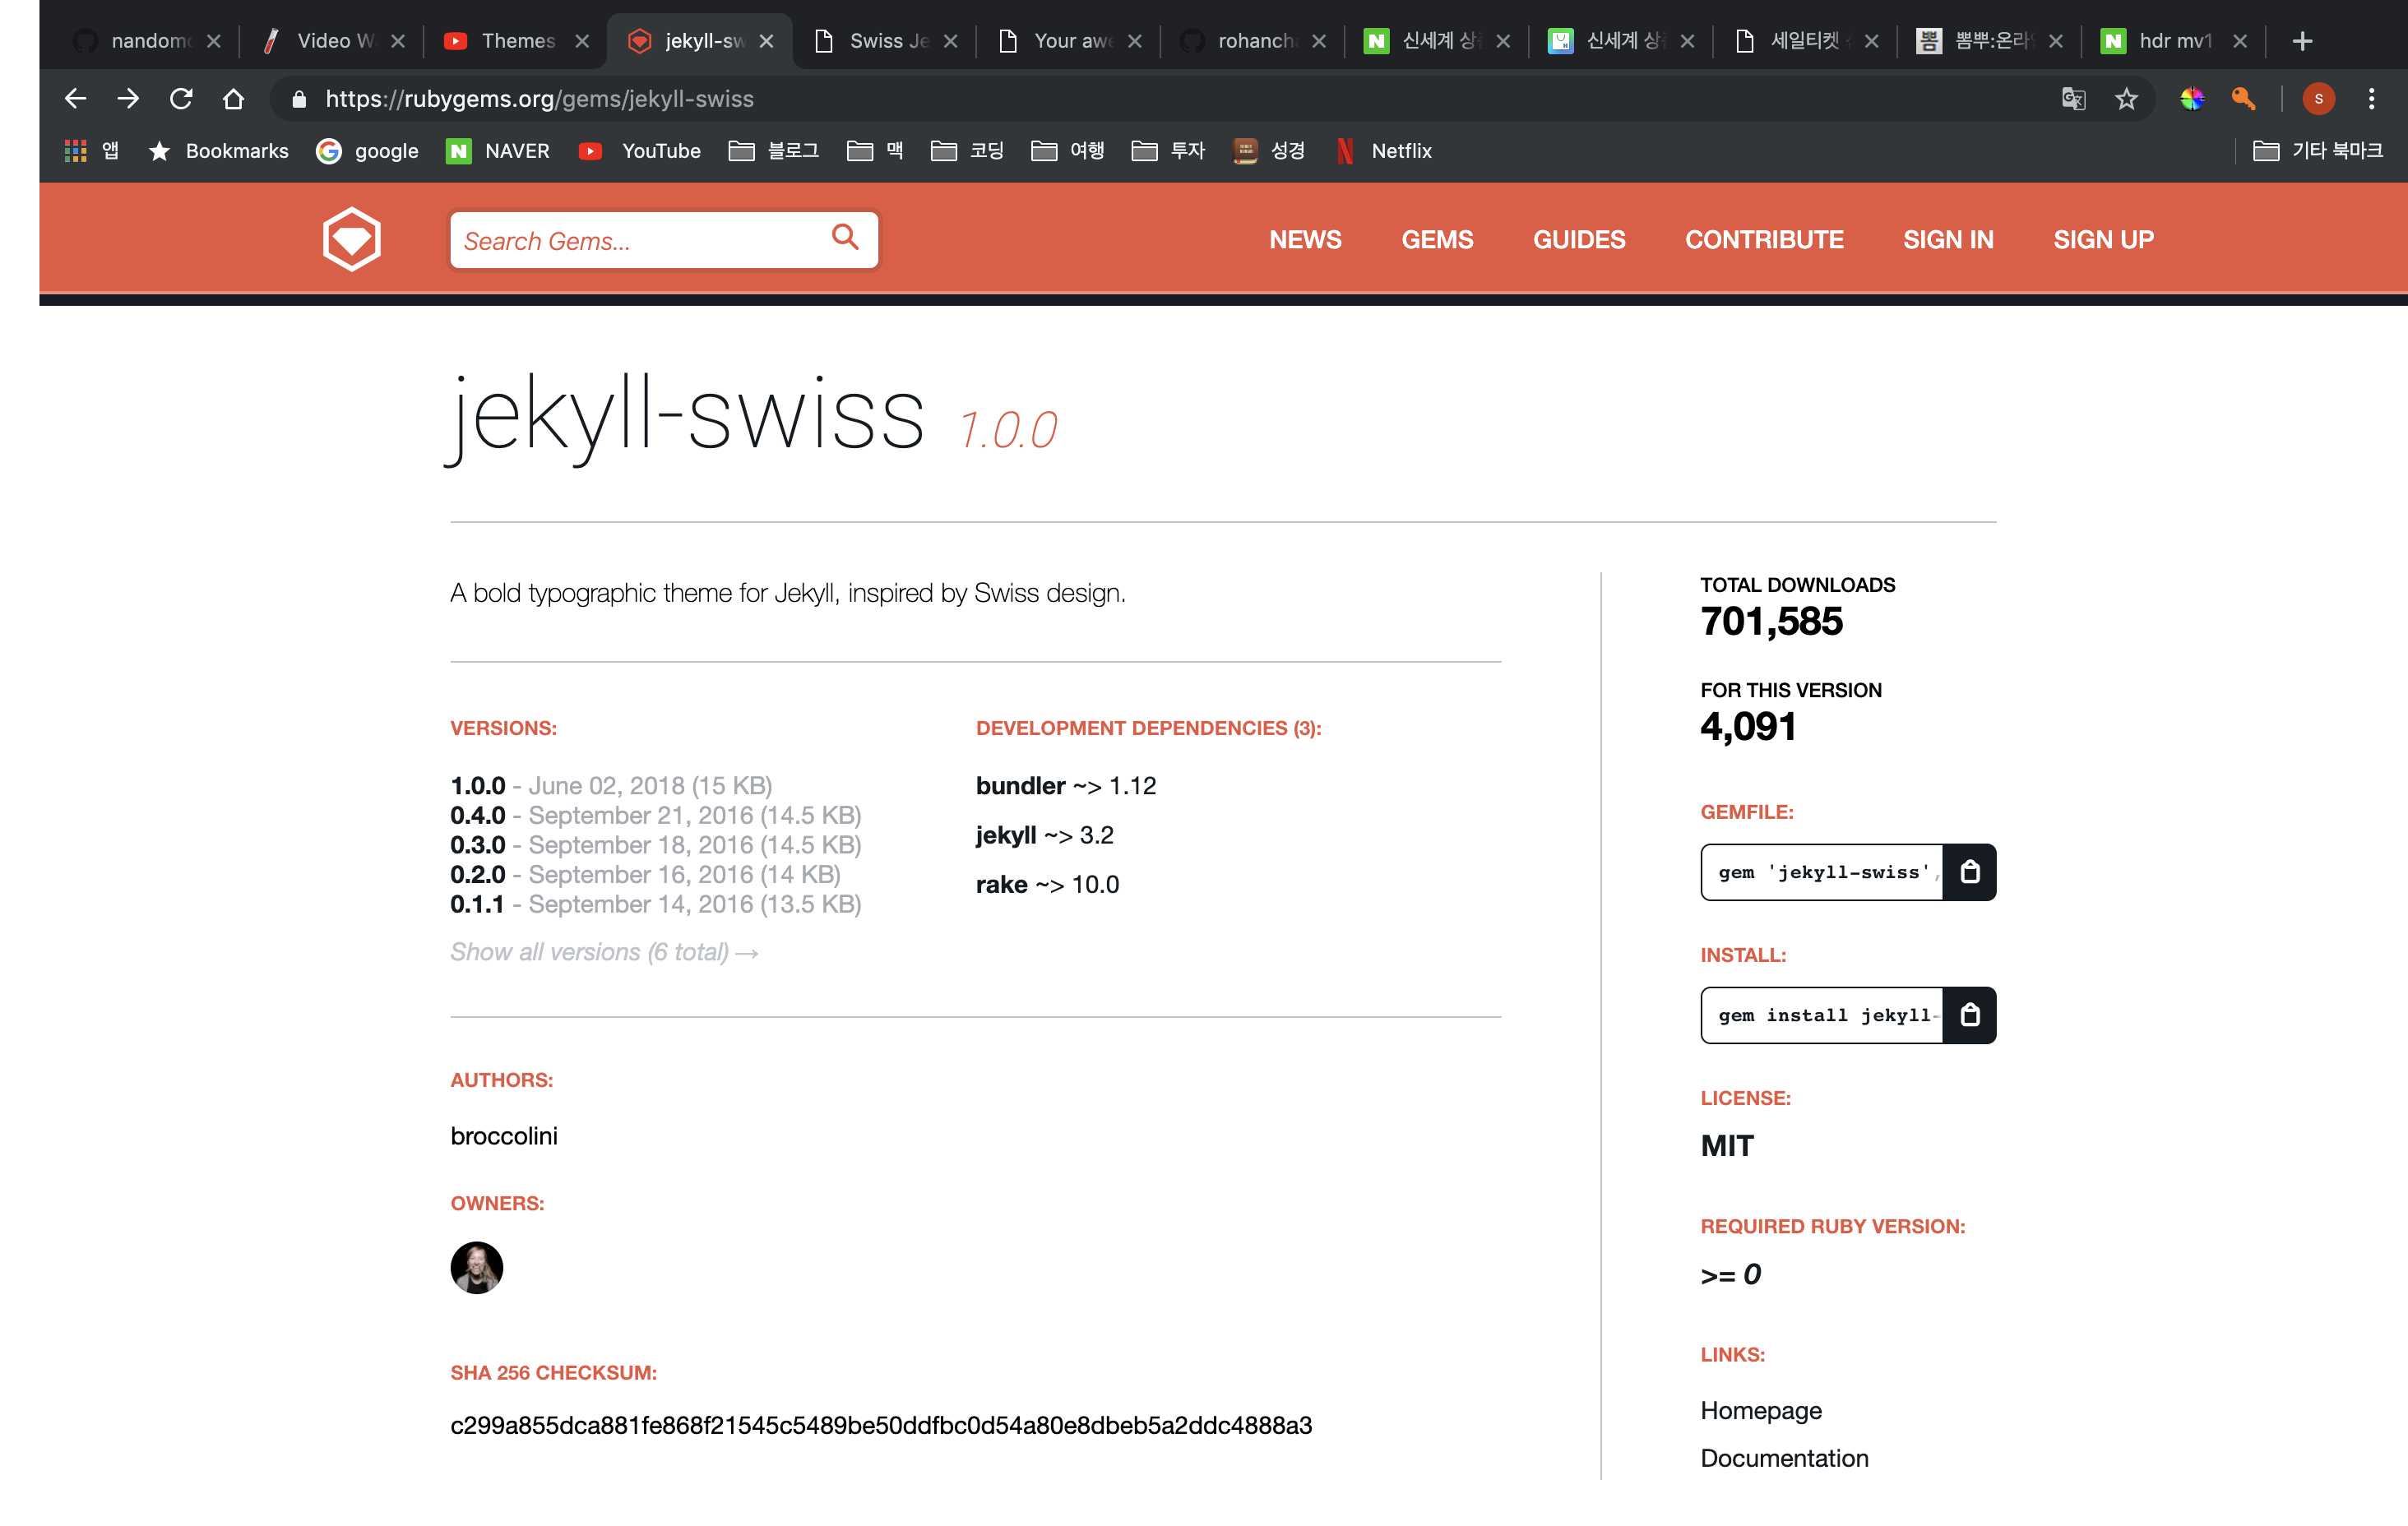 nandomo
Video W
Themes
jekyll-sw
Swiss Je
Your awe
rohanch
신세계 상
신세계 상
세일티켓
뽐뿌:온라
hdr mv1
https://rubygems.org/gems/jekyll-swiss
앱
Bookmarks
google
NAVER
YouTube
블로그
맥
코딩
여행
투자
성경
Netflix
기타 북마크
Search Gems...
NEWS
GEMS
GUIDES
CONTRIBUTE
SIGN IN
SIGN UP
jekyll-swiss 1.0.0
A bold typographic theme for Jekyll, inspired by Swiss design.
VERSIONS:
1.0.0 - June 02, 2018 (15 KB)
0.4.0 - September 21, 2016 (14.5 KB)
0.3.0 - September 18, 2016 (14.5 KB)
0.2.0 - September 16, 2016 (14 KB)
0.1.1 - September 14, 2016 (13.5 KB)
Show all versions (6 total) →
DEVELOPMENT DEPENDENCIES (3):
bundler ~> 1.12
jekyll ~> 3.2
rake ~> 10.0
AUTHORS:
broccolini
OWNERS:
SHA 256 CHECKSUM:
c299a855dca881fe868f21545c5489be50ddfbc0d54a80e8dbeb5a2ddc4888a3
TOTAL DOWNLOADS
701,585
FOR THIS VERSION
4,091
GEMFILE:
gem 'jekyll-swiss',
INSTALL:
gem install jekyll-
LICENSE:
MIT
REQUIRED RUBY VERSION:
>= 0
LINKS:
Homepage
Documentation